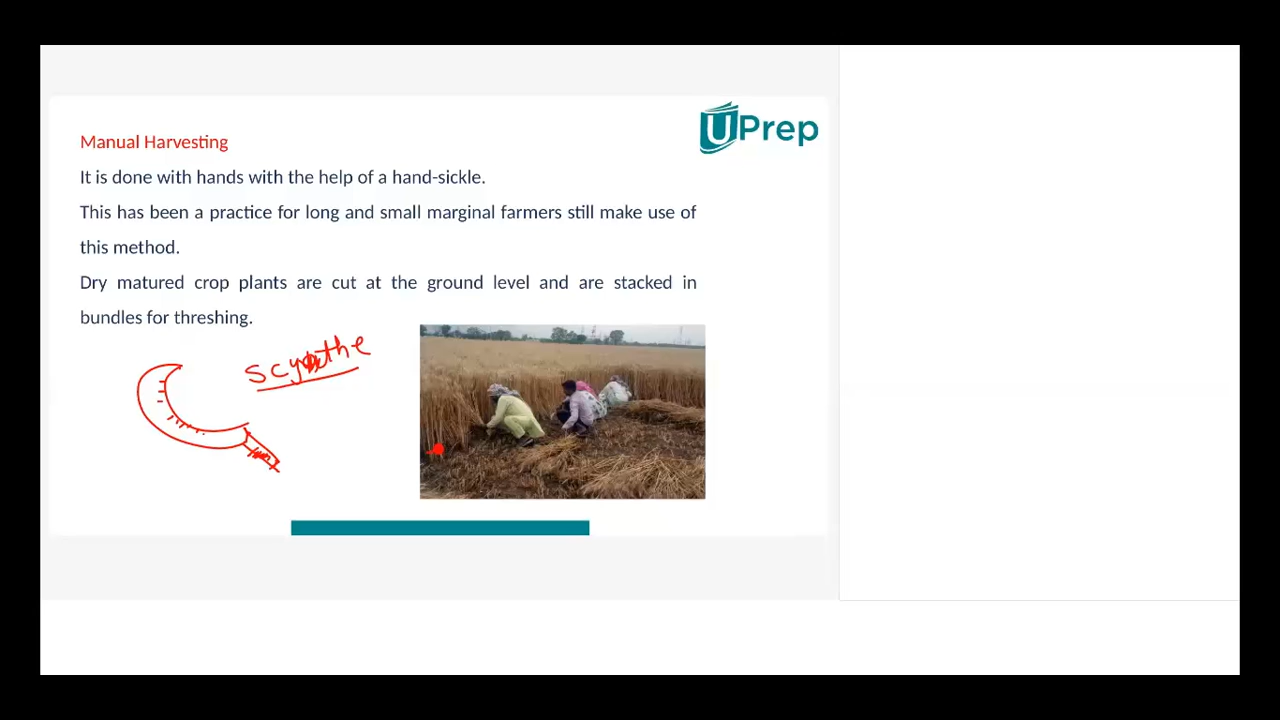 UPrep
Manual Harvesting
It is done with hands with the help of a hand-sickle.
This has been a practice for long and small marginal farmers still make use of
this method.
Dry matured crop plants are cut at the ground level and are stacked in
bundles for threshing.
scythe